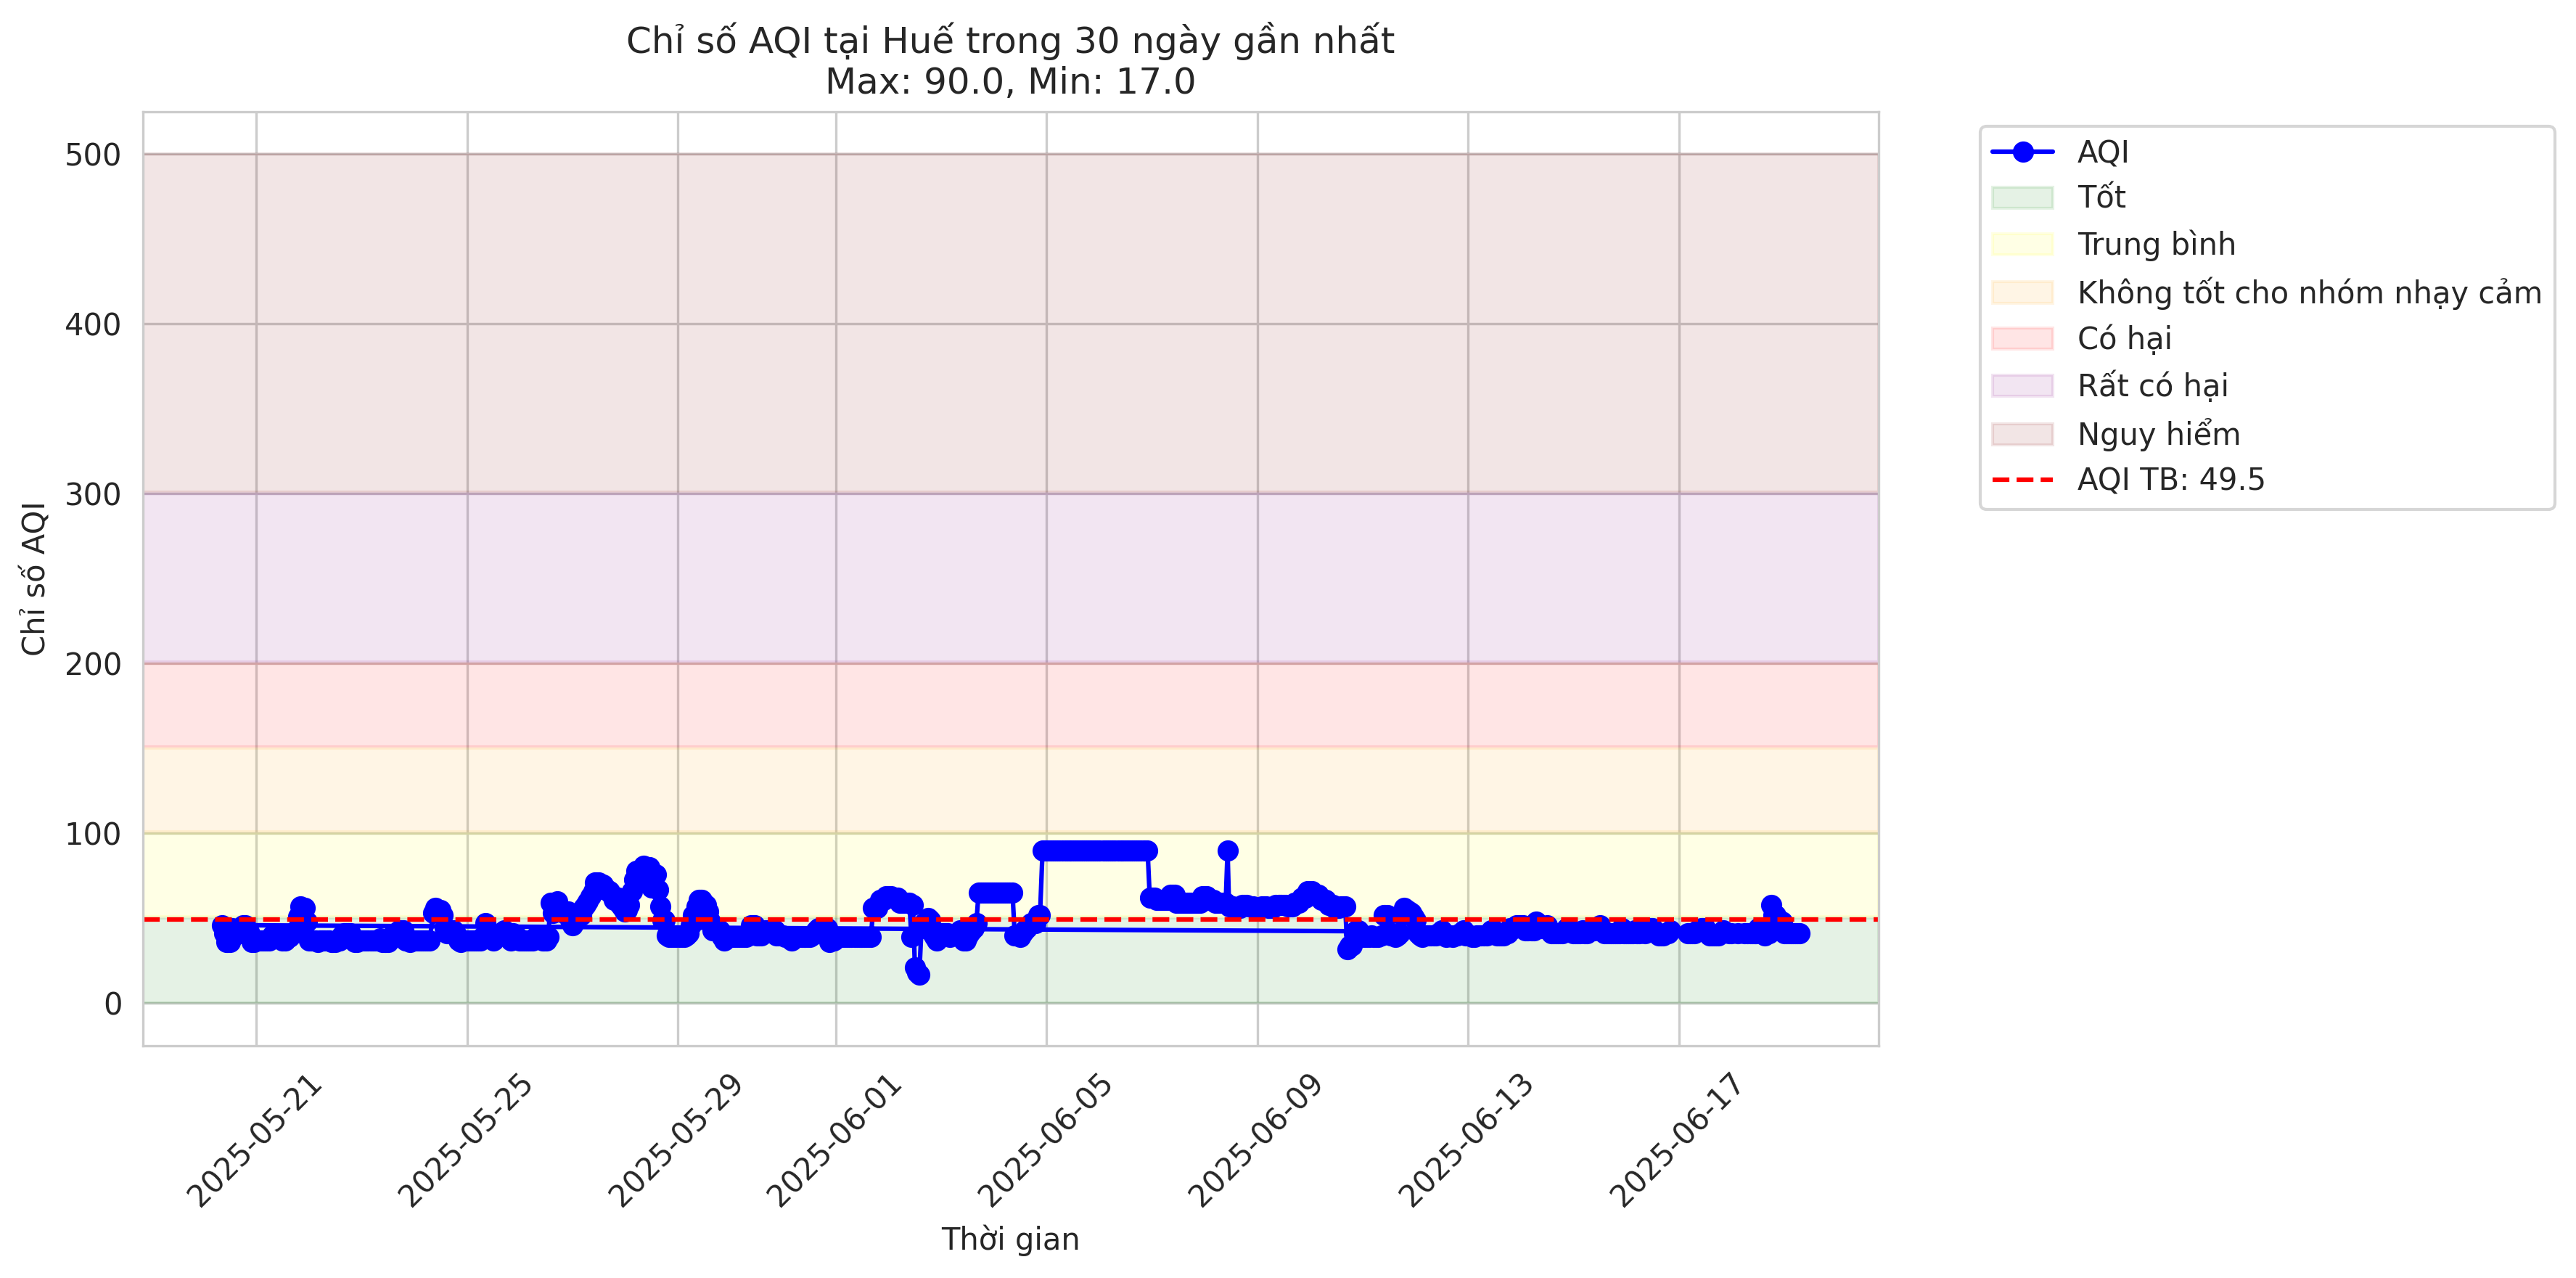 Chỉ số AQI tại Huế trong 30 ngày gần nhất
Max: 90.0, Min: 17.0
Chỉ số AQI
500
400
300
200
100
0
2025-05-21
2025-05-25
2025-05-29
2025-06-01
2025-06-05
2025-06-09
2025-06-13
2025-06-17
Thời gian
AQI
Tốt
Trung bình
Không tốt cho nhóm nhạy cảm
Có hại
Rất có hại
Nguy hiểm
AQI TB: 49.5